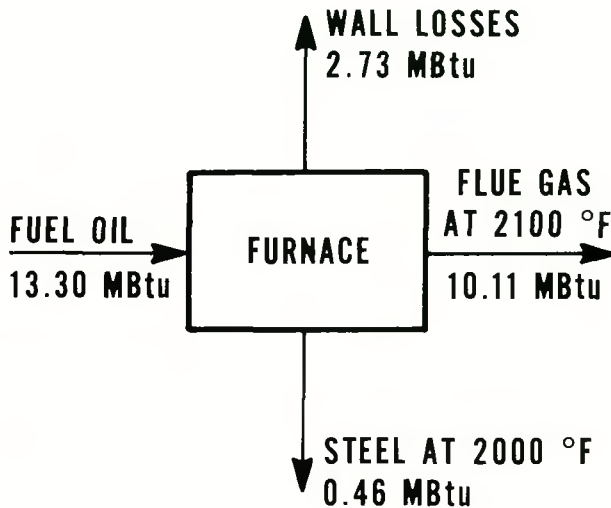 WALL LOSSES
2.73 MBtu
FUEL OIL
13.30 MBtu
FURNACE
FLUE GAS
AT 2100 °F
10.11 MBtu
STEEL AT 2000 °F
0.46 MBtu